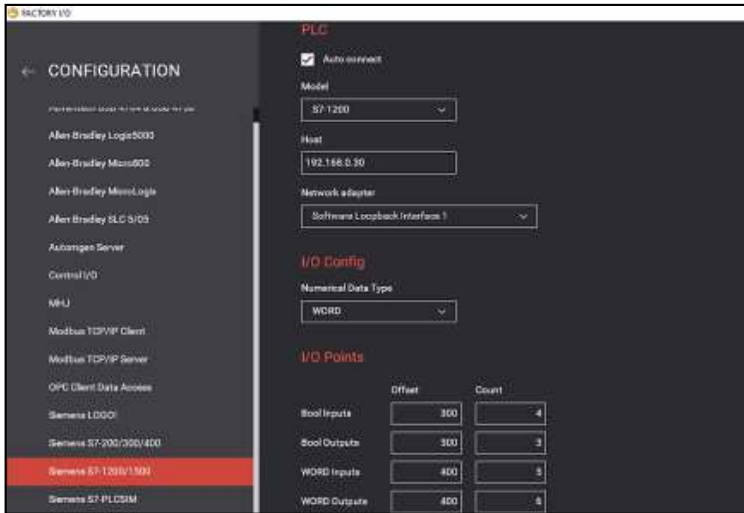 FACTORY I/O
PLC
Auto connect
CONFIGURATION
Model
S7-1200
Allen Bradley Logix5000
Host
Allen Bradley Micro800
192.168.0.30
Allen Bradley MicroLogix
Network adapter
Allen Bradley SLC 5/05
Software Loopback Interface 1
Automgen Server
Control I/O
I/O Config
Numerical Data Type
MHJ
WORD
Modbus TCP/IP Client
Modbus TCP/IP Server
I/O Points
OPC Client Data Access
Offset Count
Siemens LOGO!
Bool Inputs 300 4
Siemens S7-200/300/400
Bool Outputs 300 3
Siemens S7-1200/1500
WORD Inputs 400 5
Siemens S7-PLCSIM
WORD Outputs 400